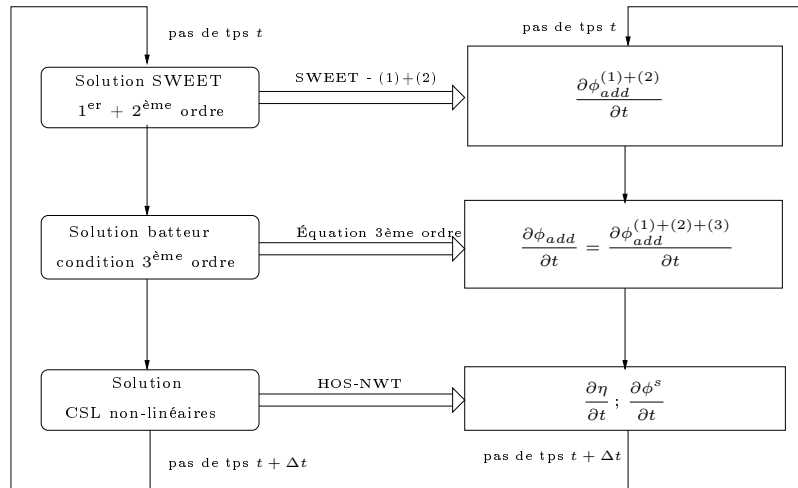 pas de tps t
pas de tps t
Solution SWEET
1er + 2ème ordre
SWEET - (1)+(2)
∂ϕ_add^(1)+(2) / ∂t
Solution batteur
condition 3ème ordre
Équation 3ème ordre
∂ϕ_add / ∂t = ∂ϕ_add^(1)+(2)+(3) / ∂t
Solution
CSL non-linéaires
HOS-NWT
∂η / ∂t ; ∂ϕ^s / ∂t
pas de tps t + Δt
pas de tps t + Δt